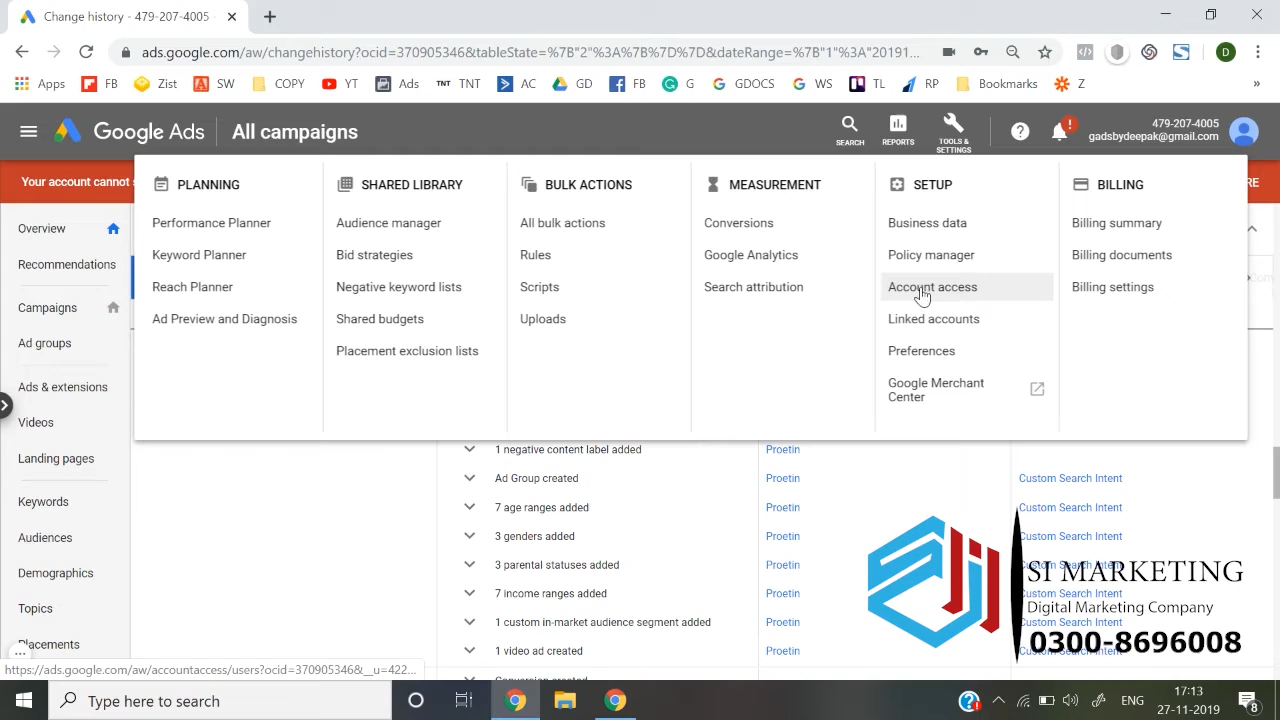 Change history - 479-207-4005
ads.google.com/aw/changehistory?ocid=370905346&tableState=%7B"2"%3A%7B%7D%7D&dateRange=%7B"1"%3A"20191...
D
Apps FB Zist SW COPY YT Ads TNT TNT AC GD FB G GDOCS WS TL RP Bookmarks Z »
Google Ads All campaigns
SEARCH
REPORTS
TOOLS &
SETTINGS
479-207-4005
gadsbydeepak@gmail.com
Your account cannot
RE
Overview
Recommendations
Campaigns
Ad groups
Ads & extensions
Videos
Landing pages
Keywords
Audiences
Demographics
Topics
Placements
PLANNING
Performance Planner
Keyword Planner
Reach Planner
Ad Preview and Diagnosis
SHARED LIBRARY
Audience manager
Bid strategies
Negative keyword lists
Shared budgets
Placement exclusion lists
BULK ACTIONS
All bulk actions
Rules
Scripts
Uploads
MEASUREMENT
Conversions
Google Analytics
Search attribution
SETUP
Business data
Policy manager
Account access
Linked accounts
Preferences
Google Merchant
Center
BILLING
Billing summary
Billing documents
Billing settings
1 negative content label added Proetin
Ad Group created Proetin Custom Search Intent
7 age ranges added Proetin Custom Search Intent
3 genders added Proetin Custom Search Intent
3 parental statuses added Proetin Custom Search Intent
7 income ranges added Proetin Custom Search Intent
1 custom in-market audience segment added Proetin Custom Search Intent
1 video ad created Proetin Custom Search Intent
SI MARKETING
Digital Marketing Company
0300-8696008
https://ads.google.com/aw/accountaccess/users?ocid=370905346&__u=422...
Type here to search
ENG
17:13
27-11-2019
8